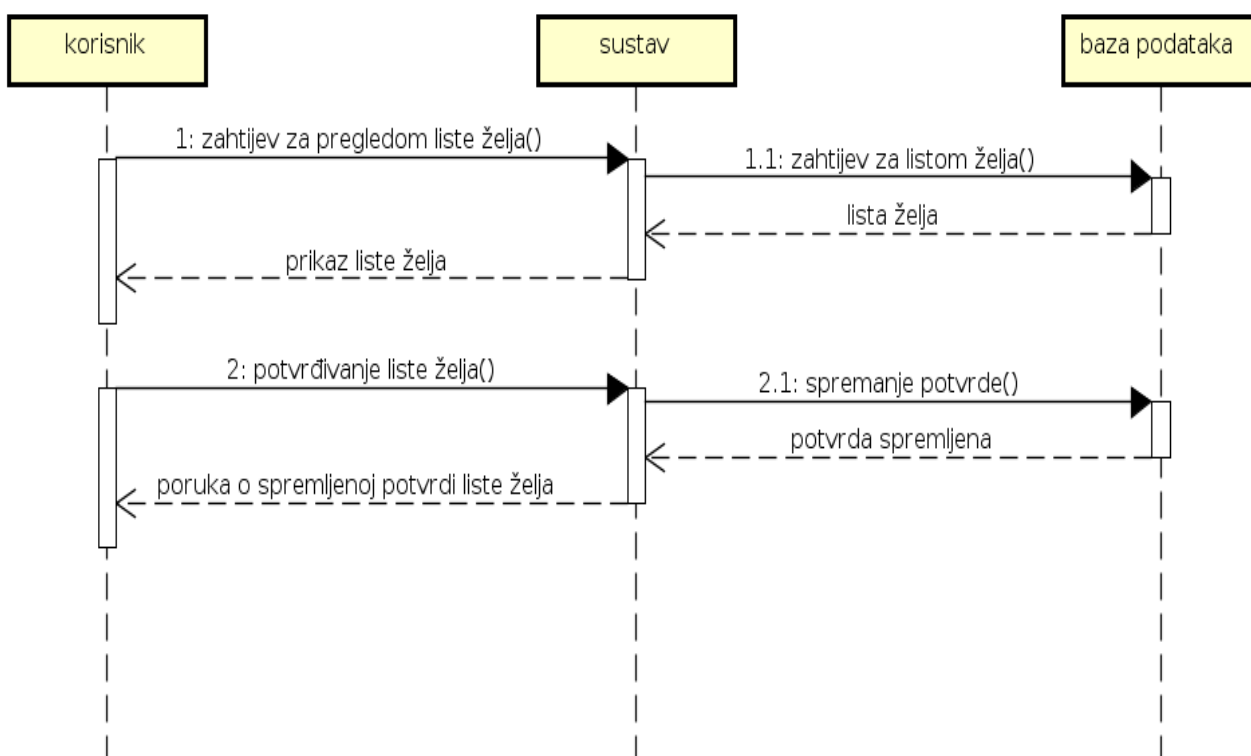 korisnik
sustav
baza podataka
1: zahtijev za pregledom liste želja()
1.1: zahtijev za listom želja()
lista želja
prikaz liste želja
2: potvrđivanje liste želja()
2.1: spremanje potvrde()
potvrda spremljena
poruka o spremljenoj potvrdi liste želja